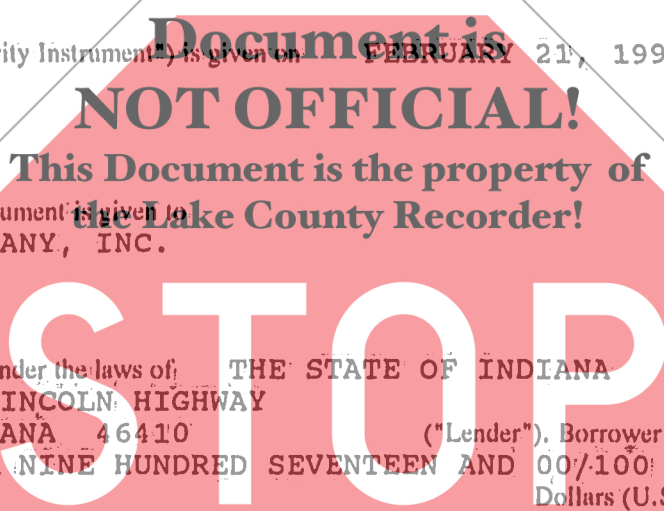 Document is
rity Instrument") is given on FEBRUARY 21, 199
NOT OFFICIAL!
This Document is the property of
the Lake County Recorder!
ument is given to
ANY, INC.
STOP
nder the laws of THE STATE OF INDIANA
INCOLN HIGHWAY
ANA 46410 ("Lender"). Borrower
NINE HUNDRED SEVENTEEN AND 00/100
Dollars (U.S